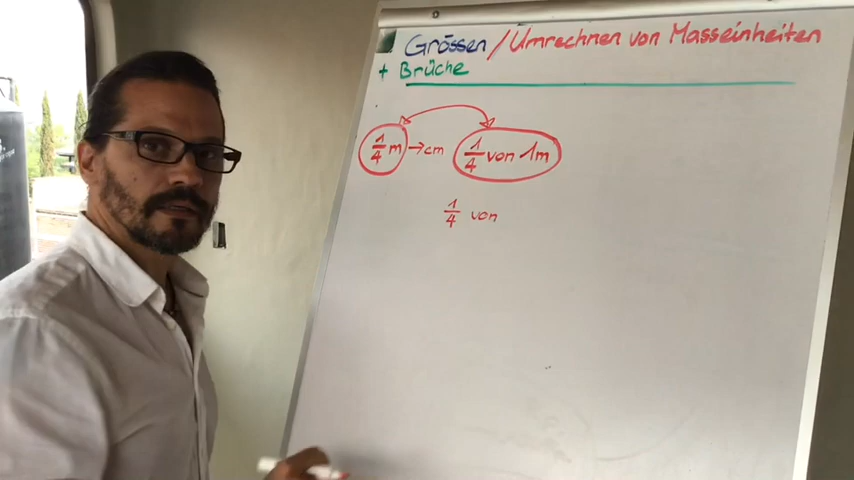 Grössen / Umrechnen von Masseinheiten
+ Brüche
1/4 m → cm 1/4 von 1m
1/4 von